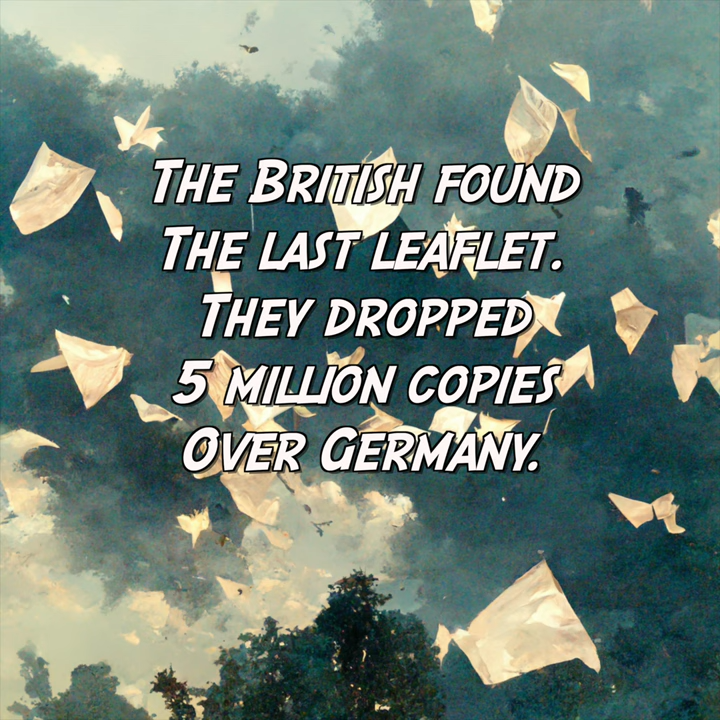 The British found
The last leaflet.
They dropped
5 million copies
Over Germany.